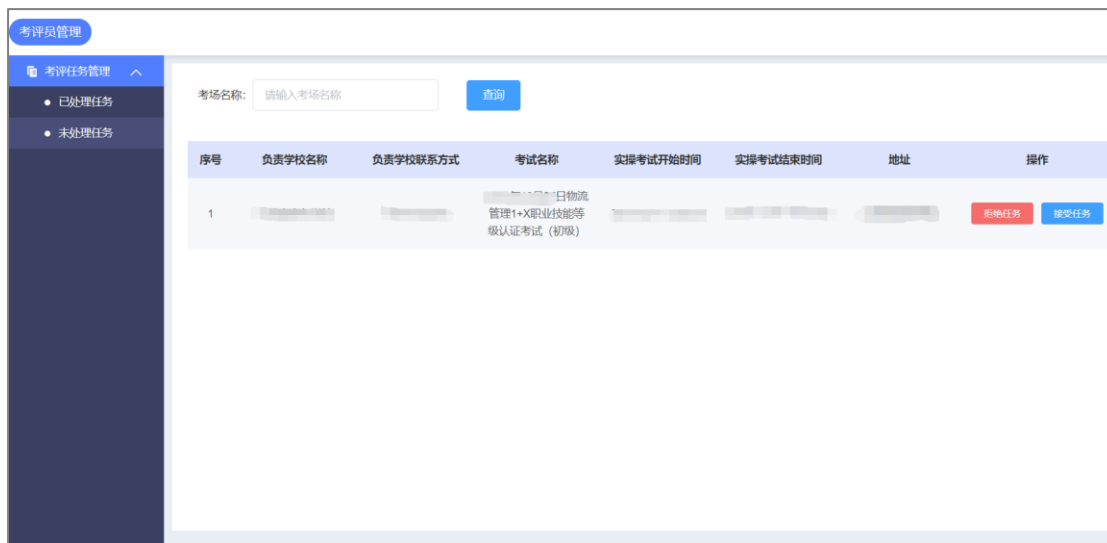 考评员管理
考评任务管理
已处理任务
未处理任务
考场名称: 请输入考场名称 查询
序号 负责学校名称 负责学校联系方式 考试名称 实操考试开始时间 实操考试结束时间 地址 操作
日物流
1 管理1+X职业技能等 拒绝任务 接受任务
级认证考试（初级）